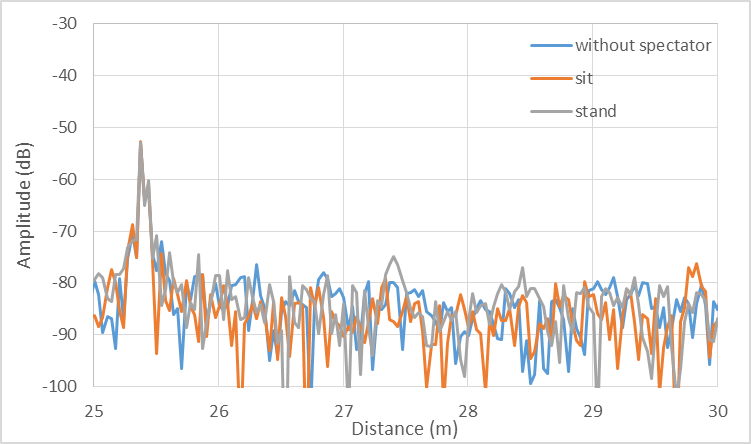 -30
-40
-50
-60
-70
-80
-90
-100
Amplitude (dB)
without spectator
sit
stand
25 26 27 28 29 30
Distance (m)